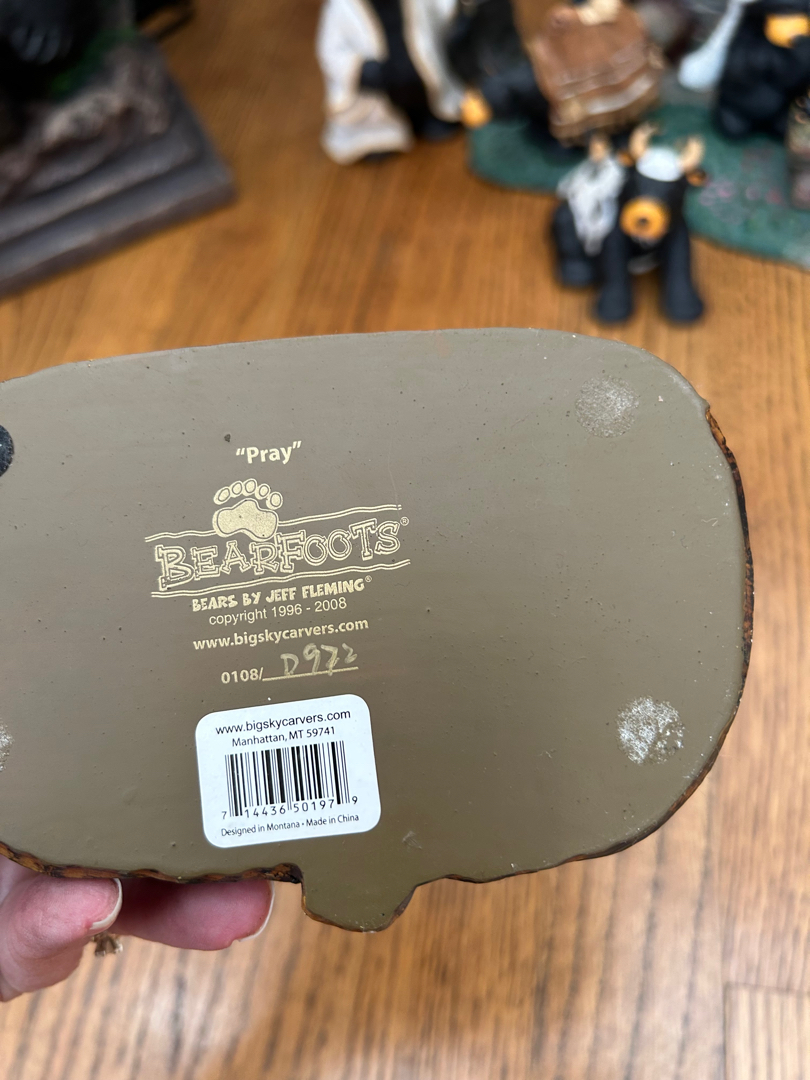 “Pray”
BEARFOOTS®
BEARS BY JEFF FLEMING®
copyright 1996 - 2008
www.bigskycarvers.com
0108/ D972
www.bigskycarvers.com
Manhattan, MT 59741
7 14436 50197 9
Designed in Montana • Made in China